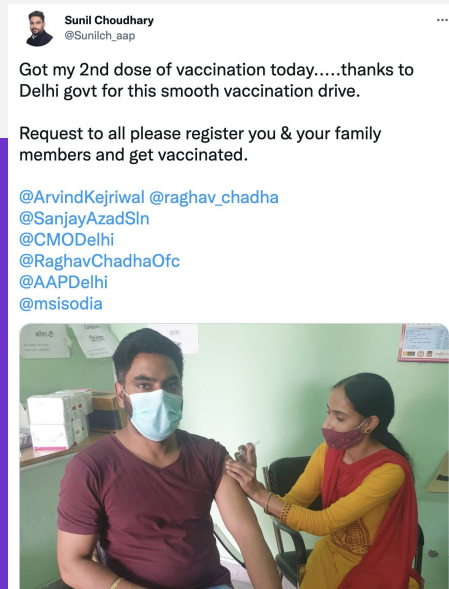 Sunil Choudhary
@Sunilch_aap
Got my 2nd dose of vaccination today.....thanks to
Delhi govt for this smooth vaccination drive.
Request to all please register you & your family
members and get vaccinated.
@ArvindKejriwal @raghav_chadha
@SanjayAzadSln
@CMODelhi
@RaghavChadhaOfc
@AAPDelhi
@msisodia